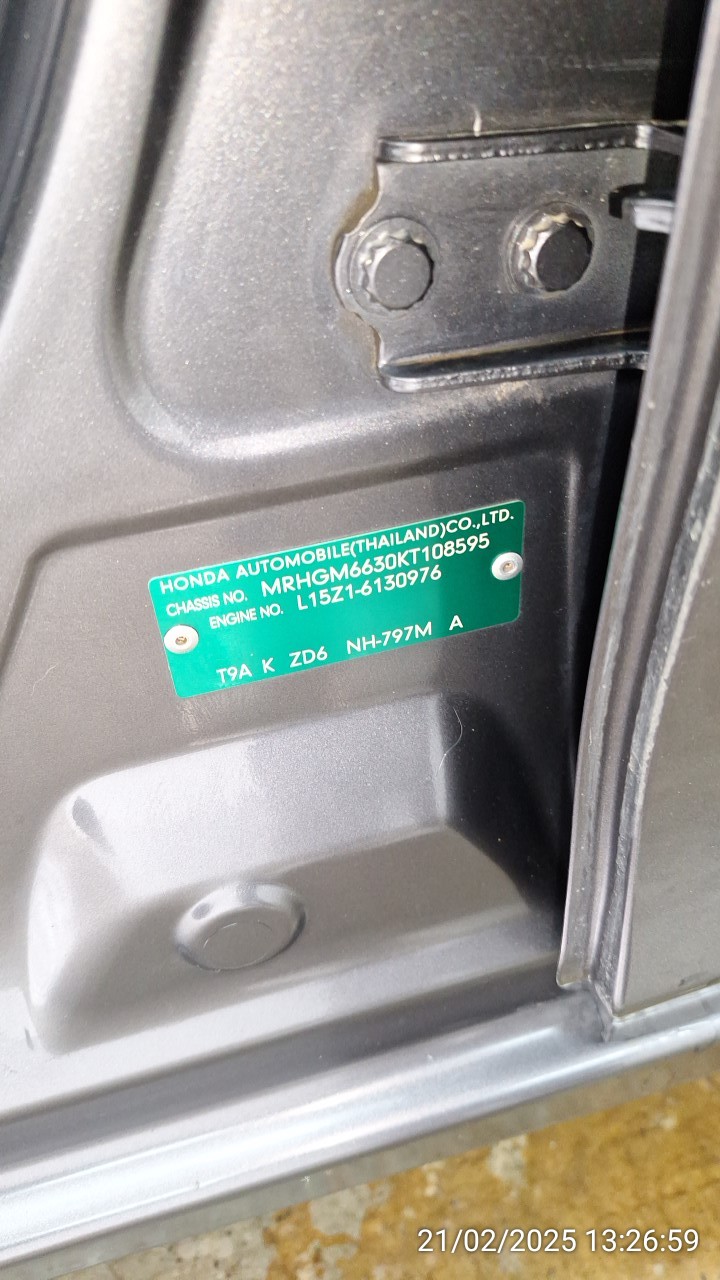 HONDA AUTOMOBILE(THAILAND)CO.,LTD.
CHASSIS NO. MRHGM6630KT108595
ENGINE NO. L15Z1-6130976
T9A K ZD6 NH-797M A
21/02/2025 13:26:59